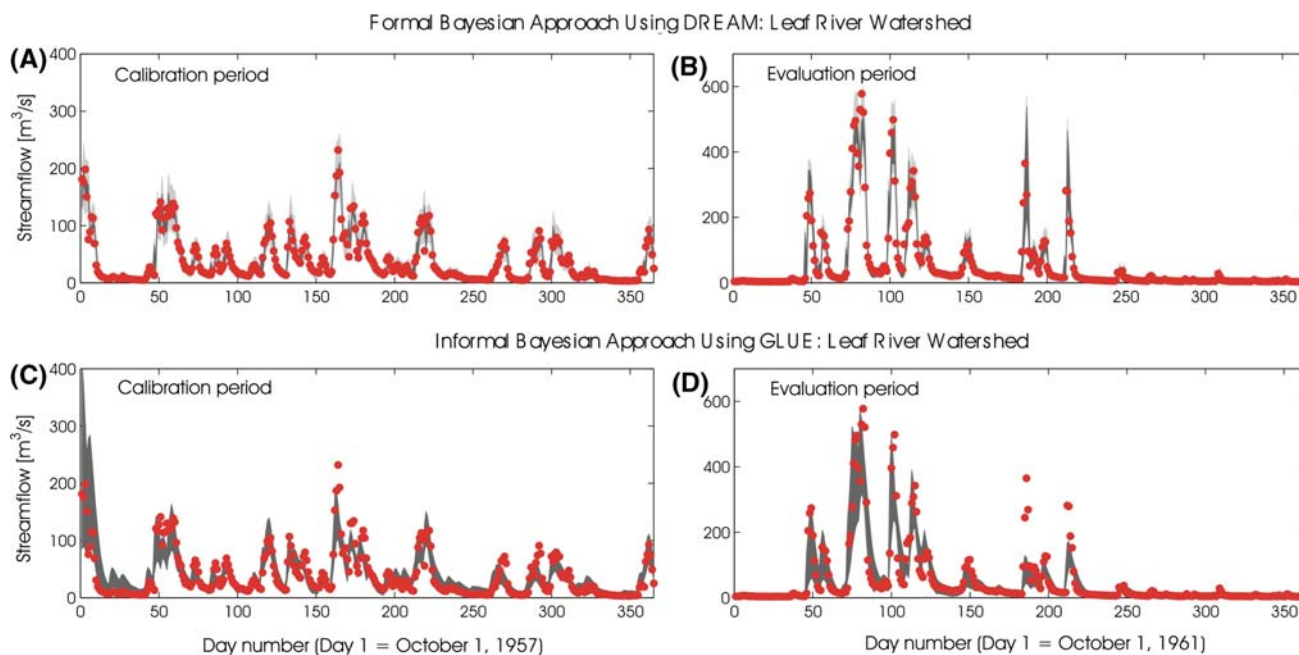 Formal Bayesian Approach Using DREAM: Leaf River Watershed
(A)
Calibration period
Streamflow [m³/s]
400
300
200
100
0
0 50 100 150 200 250 300 350
(B)
Evaluation period
600
400
200
0
0 50 100 150 200 250 300 350
Informal Bayesian Approach Using GLUE: Leaf River Watershed
(C)
Calibration period
Streamflow [m³/s]
400
300
200
100
0
0 50 100 150 200 250 300 350
Day number (Day 1 = October 1, 1957)
(D)
Evaluation period
600
400
200
0
0 50 100 150 200 250 300 350
Day number (Day 1 = October 1, 1961)